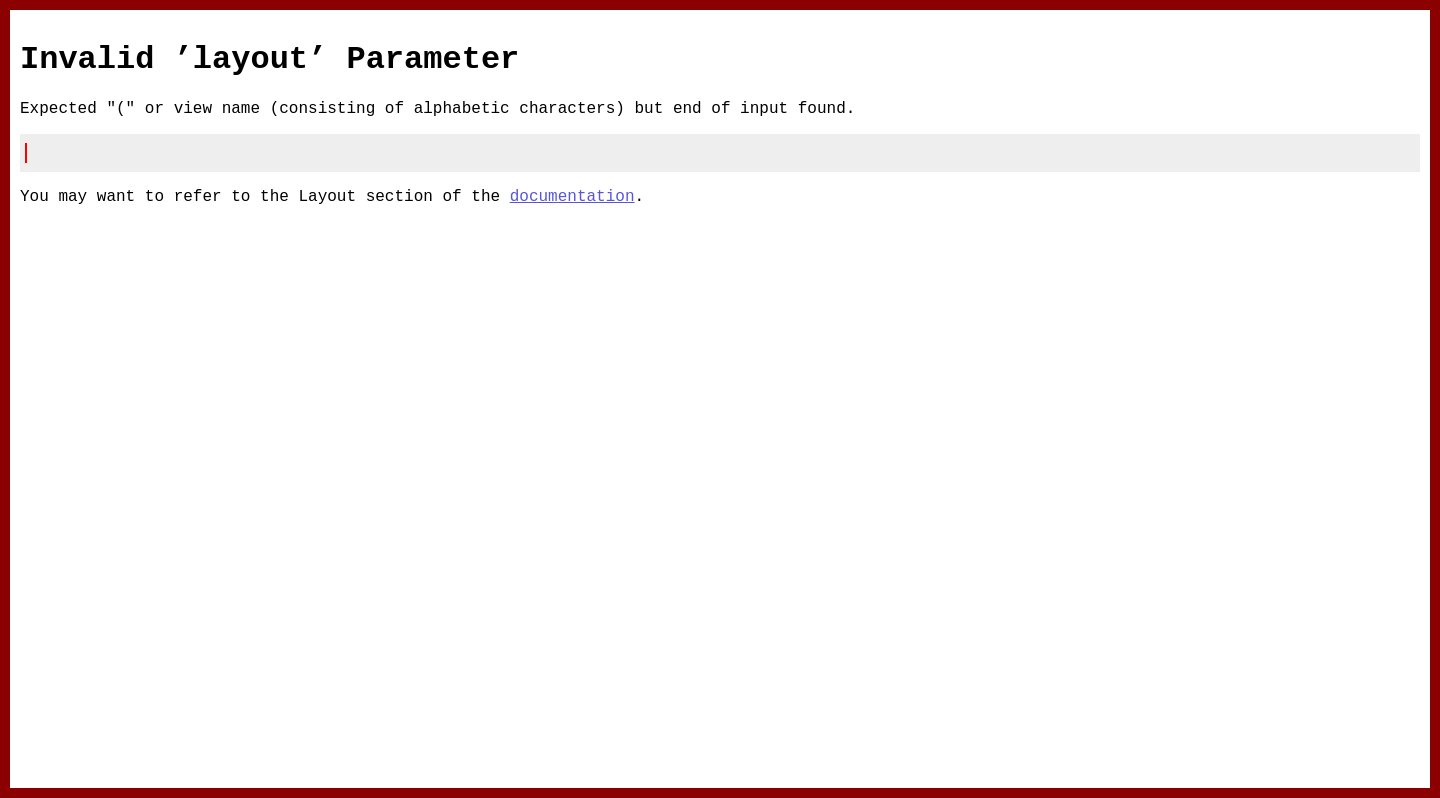 Invalid ’layout’ Parameter
Expected "(" or view name (consisting of alphabetic characters) but end of input found.
You may want to refer to the Layout section of the documentation.